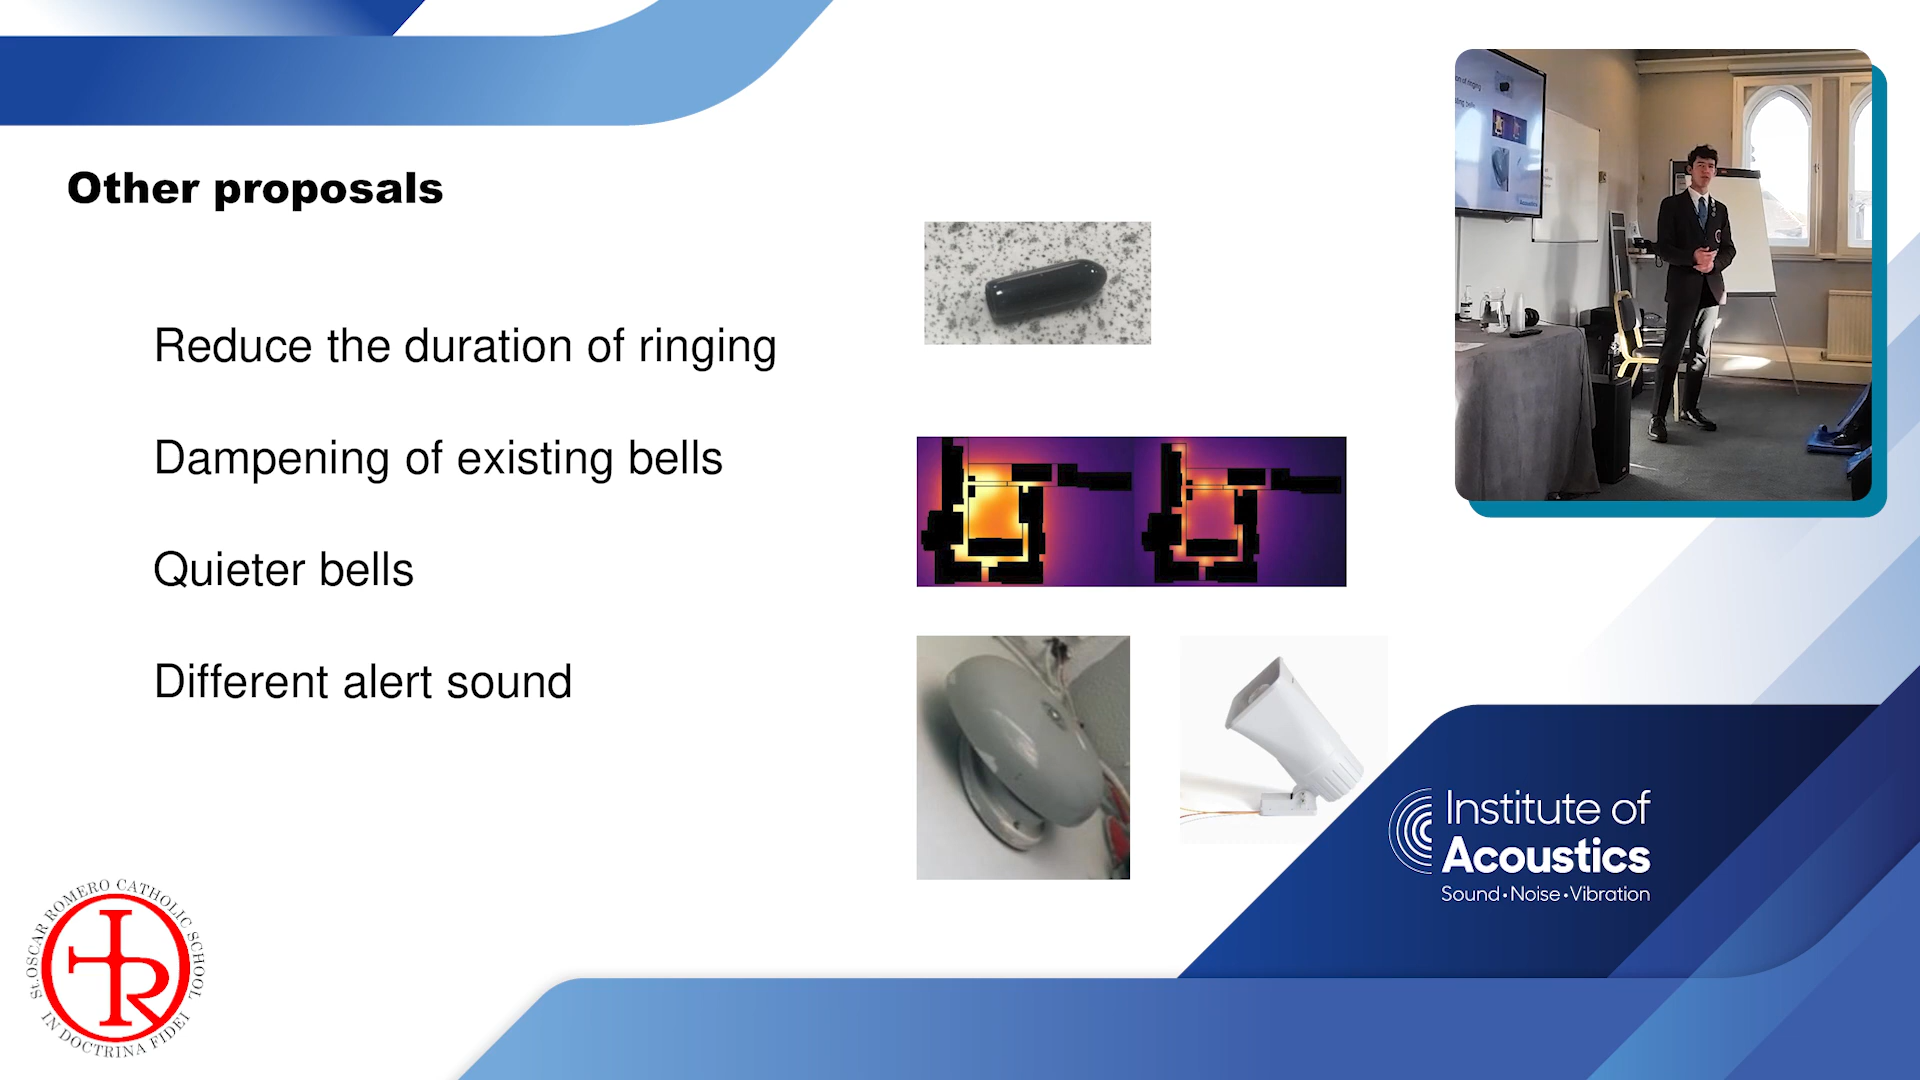 Other proposals
Reduce the duration of ringing
Dampening of existing bells
Quieter bells
Different alert sound
Institute of
Acoustics
Sound•Noise•Vibration
St.OSCAR ROMERO CATHOLIC SCHOOL
IN DOCTRINA FIDEI